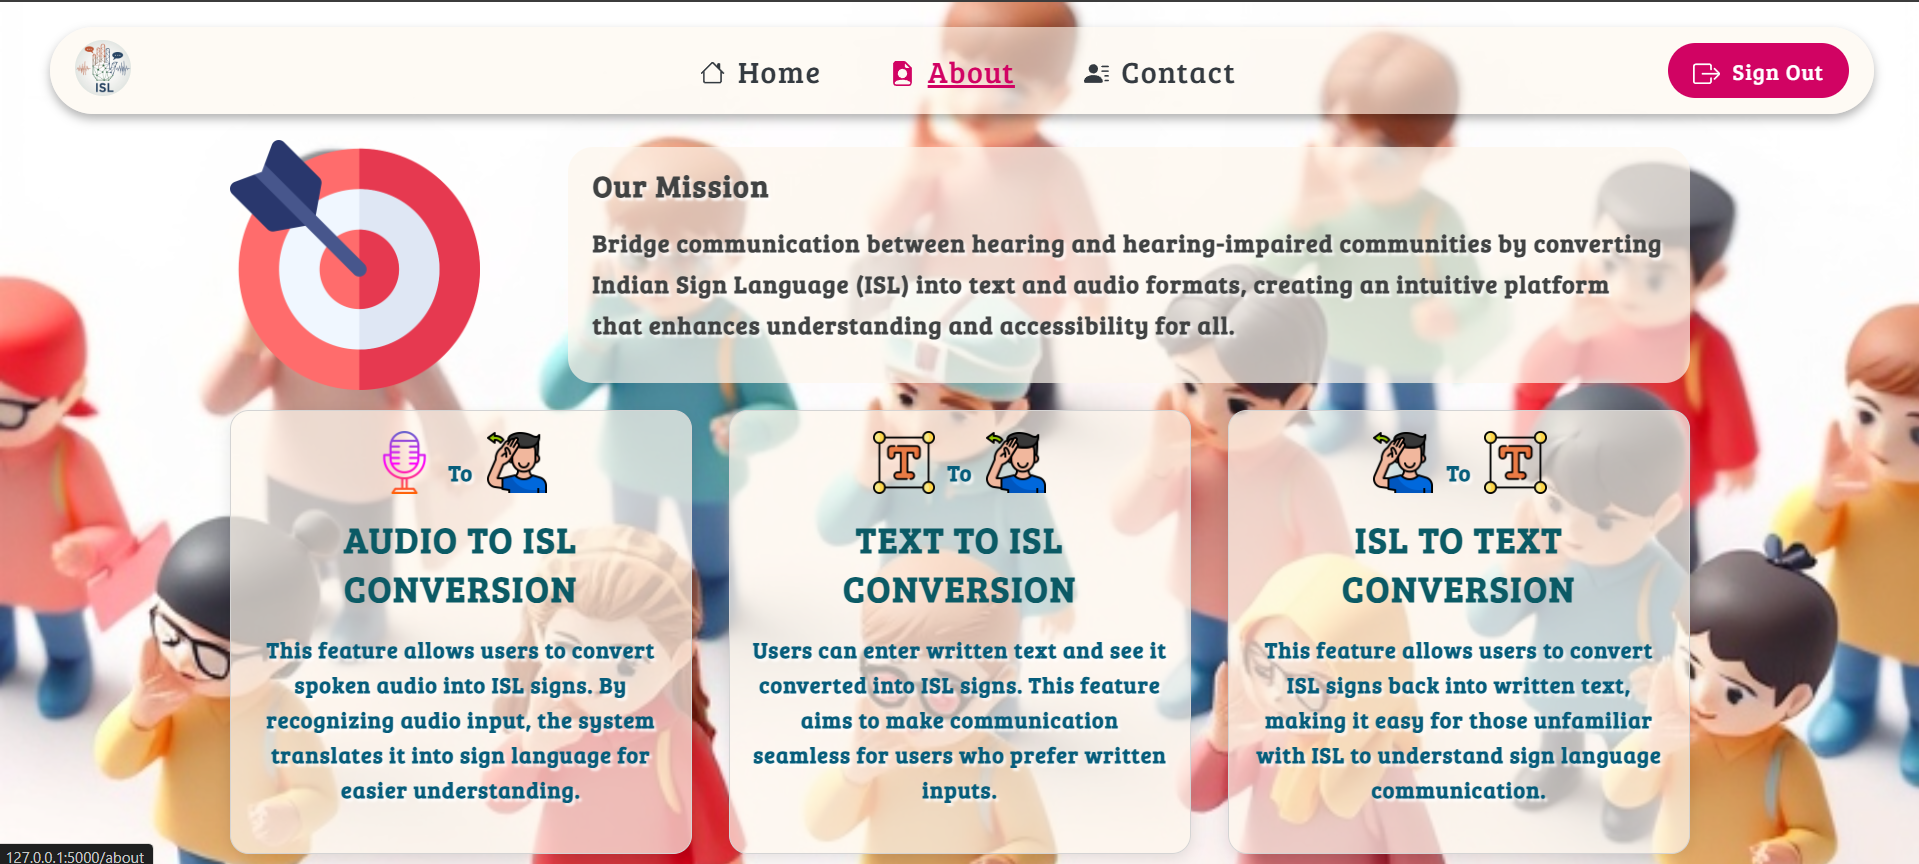 ISL
Home
About
Contact
Sign Out
Our Mission
Bridge communication between hearing and hearing-impaired communities by converting
Indian Sign Language (ISL) into text and audio formats, creating an intuitive platform
that enhances understanding and accessibility for all.
To
AUDIO TO ISL
CONVERSION
This feature allows users to convert
spoken audio into ISL signs. By
recognizing audio input, the system
translates it into sign language for
easier understanding.
T
To
TEXT TO ISL
CONVERSION
Users can enter written text and see it
converted into ISL signs. This feature
aims to make communication
seamless for users who prefer written
inputs.
To
T
ISL TO TEXT
CONVERSION
This feature allows users to convert
ISL signs back into written text,
making it easy for those unfamiliar
with ISL to understand sign language
communication.
127.0.0.1:5000/about